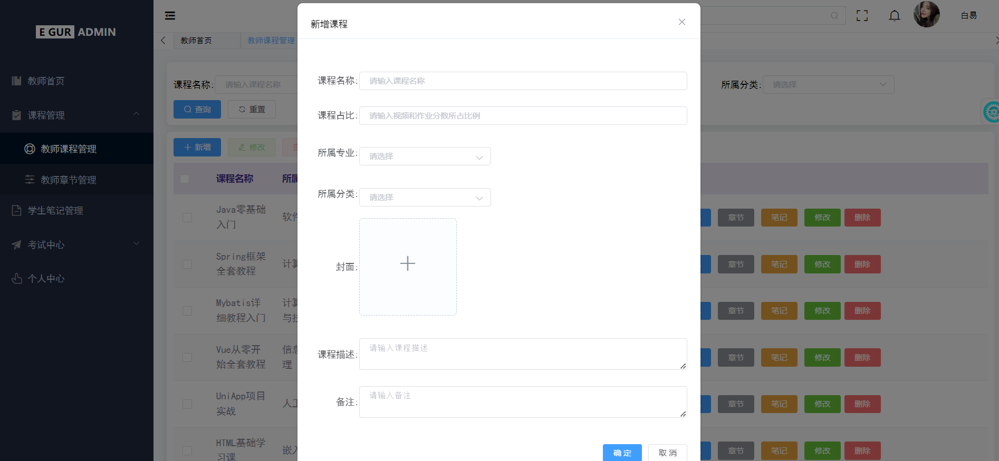 E GUR ADMIN
教师首页
课程管理
教师课程管理
教师章节管理
学生笔记管理
考试中心
个人中心
教师首页
教师课程管理
白易
课程名称:
请输入课程名称
所属分类:
请选择
查询
重置
新增
修改
课程名称
所属
Java零基础
入门
软件
章节
笔记
修改
删除
Spring框架
全套教程
计算
章节
笔记
修改
删除
Mybatis详
细教程入门
计算
与技
章节
笔记
修改
删除
Vue从零开
始全套教程
信息
理
章节
笔记
修改
删除
UniApp项目
实战
人工
章节
笔记
修改
删除
HTML基础学
习课
嵌入
章节
笔记
修改
删除
新增课程
课程名称:
请输入课程名称
课程占比:
请输入视频和作业分数所占比例
所属专业:
请选择
所属分类:
请选择
封面:
课程描述:
请输入课程描述
备注:
请输入备注
确定
取消